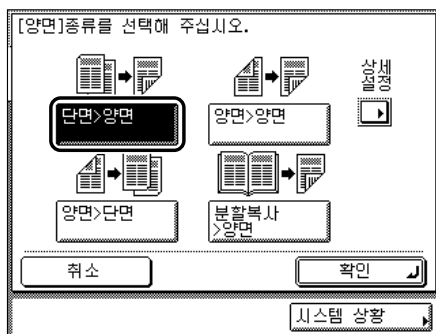 [양면]종류를 선택해 주십시오.
상세
설정
단면>양면
양면>양면
양면>단면
분할복사
>양면
취소
확인
시스템 상황